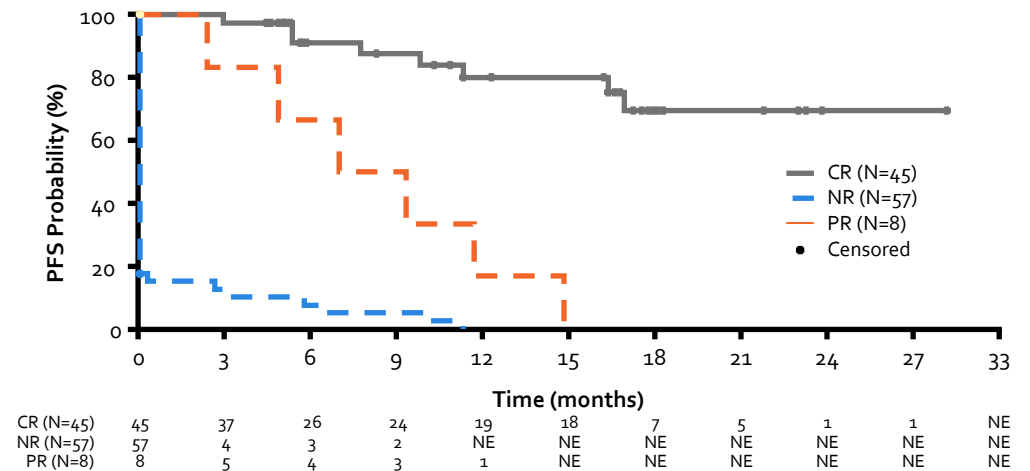 100
80
60
40
20
0
PFS Probability (%)
CR (N=45)
NR (N=57)
PR (N=8)
Censored
0 3 6 9 12 15 18 21 24 27 33
Time (months)
CR (N=45) 45 37 26 24 19 18 7 5 1 1 NE
NR (N=57) 57 4 3 2 NE NE NE NE NE NE NE
PR (N=8) 8 5 4 3 1 NE NE NE NE NE NE